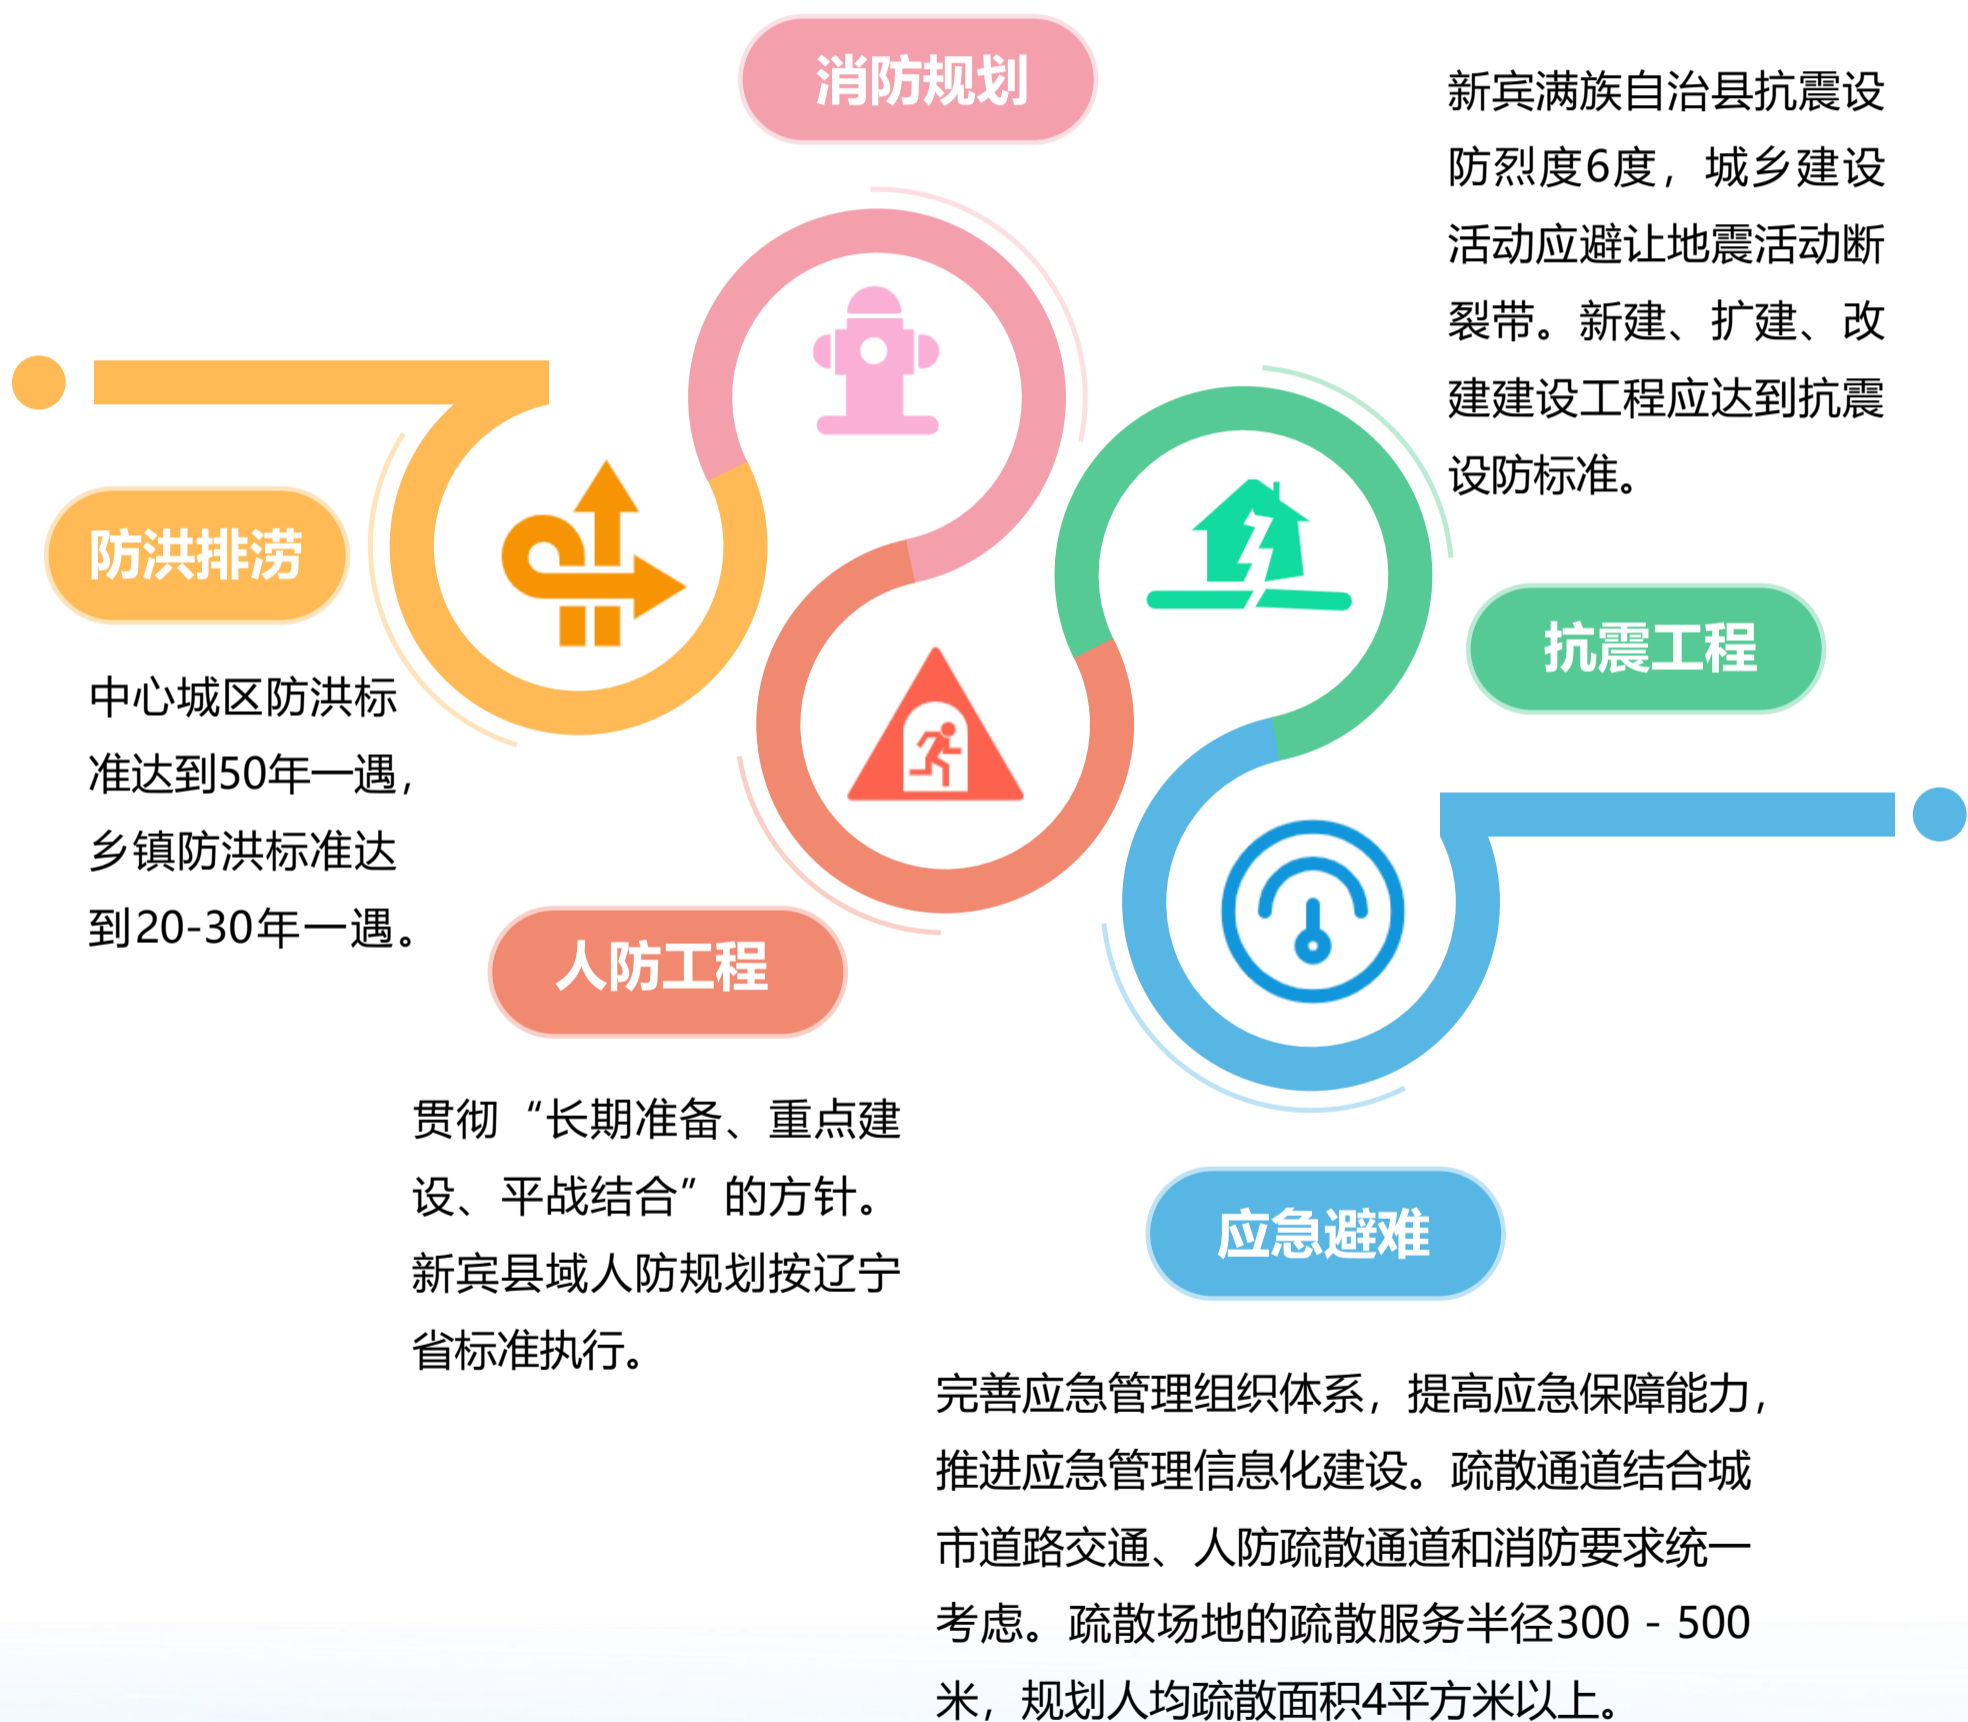 消防规划
新宾满族自治县抗震设
防烈度6度，城乡建设
活动应避让地震活动断
裂带。新建、扩建、改
建建设工程应达到抗震
设防标准。
抗震工程
防洪排涝
中心城区防洪标
准达到50年一遇，
乡镇防洪标准达
到20-30年一遇。
人防工程
贯彻“长期准备、重点建
设、平战结合”的方针。
新宾县域人防规划按辽宁
省标准执行。
应急避难
完善应急管理组织体系，提高应急保障能力，
推进应急管理信息化建设。疏散通道结合城
市道路交通、人防疏散通道和消防要求统一
考虑。疏散场地的疏散服务半径300 - 500
米，规划人均疏散面积4平方米以上。